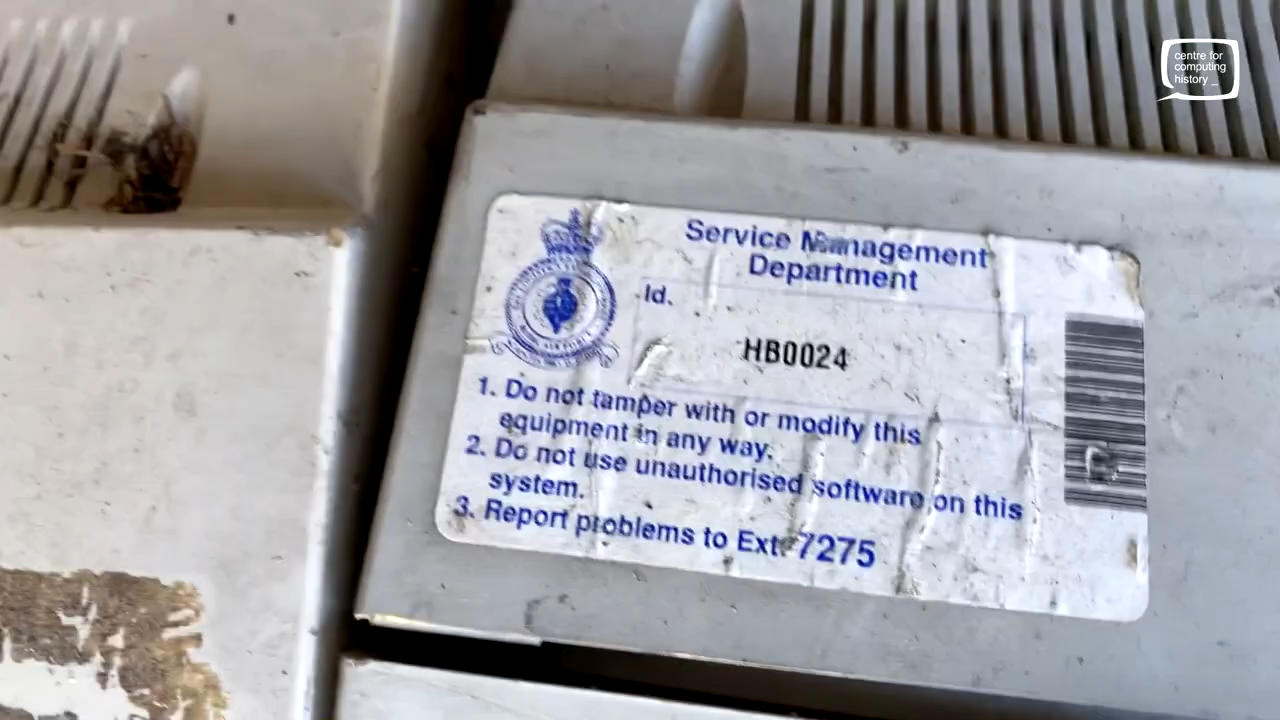 centre for
computing
history _
Service Management
Department
Id.
HB0024
1. Do not tamper with or modify this
equipment in any way.
2. Do not use unauthorised software on this
system.
3. Report problems to Ext. 7275